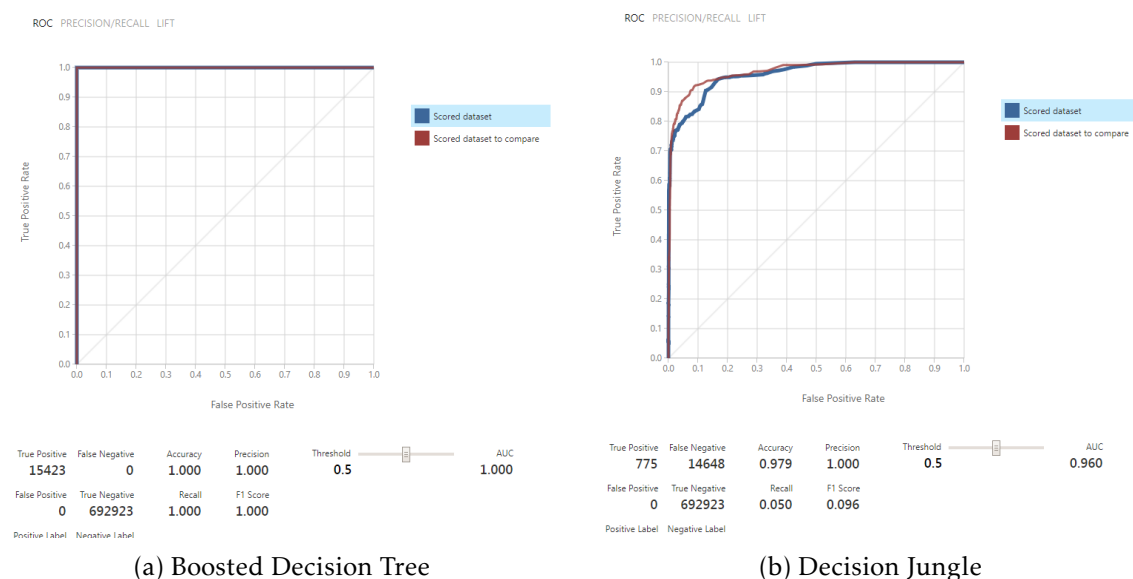 ROC PRECISION/RECALL LIFT
1.0
0.9
0.8
0.7
0.6
0.5
0.4
0.3
0.2
0.1
0.0
0.0 0.1 0.2 0.3 0.4 0.5 0.6 0.7 0.8 0.9 1.0
True Positive Rate
False Positive Rate
Scored dataset
Scored dataset to compare
True Positive False Negative Accuracy Precision Threshold AUC
15423 0 1.000 1.000 0.5 1.000
False Positive True Negative Recall F1 Score
0 692923 1.000 1.000
Positive Label Negative Label
(a) Boosted Decision Tree
ROC PRECISION/RECALL LIFT
1.0
0.9
0.8
0.7
0.6
0.5
0.4
0.3
0.2
0.1
0.0
0.0 0.1 0.2 0.3 0.4 0.5 0.6 0.7 0.8 0.9 1.0
True Positive Rate
False Positive Rate
Scored dataset
Scored dataset to compare
True Positive False Negative Accuracy Precision Threshold AUC
775 14648 0.979 1.000 0.5 0.960
False Positive True Negative Recall F1 Score
0 692923 0.050 0.096
Positive Label Negative Label
(b) Decision Jungle